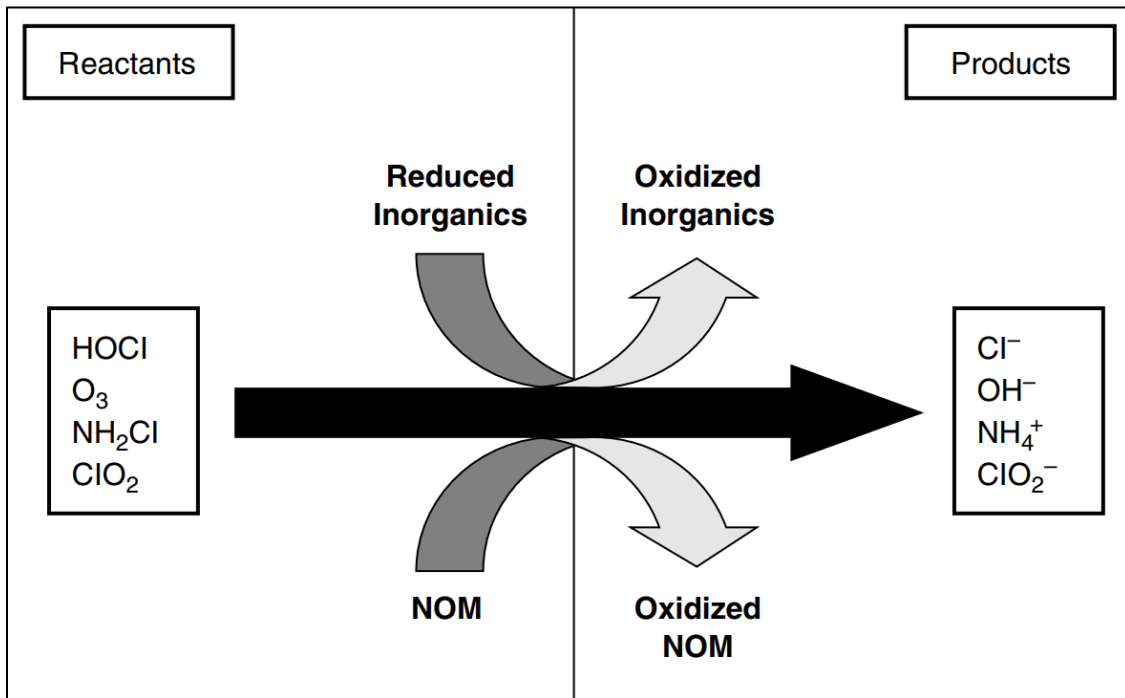 Reactants
Products
Reduced
Inorganics
Oxidized
Inorganics
HOCl
O₃
NH₂Cl
ClO₂
Cl⁻
OH⁻
NH₄⁺
ClO₂⁻
NOM
Oxidized
NOM